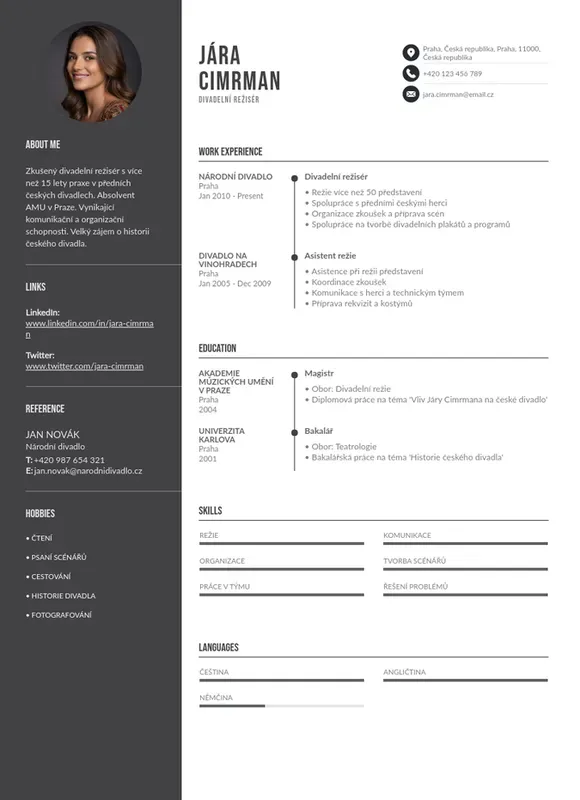 JÁRA
CIMRMAN
DIVADELNÍ REŽISÉR
Praha, Česká republika, Praha, 11000,
Česká republika
+420 123 456 789
jara.cimrman@email.cz
ABOUT ME
Zkušený divadelní režisér s více
než 15 lety praxe v předních
českých divadlech. Absolvent
AMU v Praze. Vynikající
komunikační a organizační
schopnosti. Velký zájem o historii
českého divadla.
LINKS
LinkedIn:
www.linkedin.com/in/jara-cimrma
n
Twitter:
www.twitter.com/jara-cimrman
REFERENCE
JAN NOVÁK
Národní divadlo
T: +420 987 654 321
E: jan.novak@narodnidivadlo.cz
HOBBIES
• ČTENÍ
• PSANÍ SCÉNÁŘŮ
• CESTOVÁNÍ
• HISTORIE DIVADLA
• FOTOGRAFOVÁNÍ
WORK EXPERIENCE
NÁRODNÍ DIVADLO
Praha
Jan 2010 - Present
Divadelní režisér
• Režie více než 50 představení
• Spolupráce s předními českými herci
• Organizace zkoušek a příprava scén
• Spolupráce na tvorbě divadelních plakátů a programů
DIVADLO NA
VINOHRADECH
Praha
Jan 2005 - Dec 2009
Asistent režie
• Asistence při režii představení
• Koordinace zkoušek
• Komunikace s herci a technickým týmem
• Příprava rekvizit a kostýmů
EDUCATION
AKADEMIE
MÚZICKÝCH UMĚNÍ
V PRAZE
Praha
2004
Magistr
• Obor: Divadelní režie
• Diplomová práce na téma 'Vliv Járy Cimrmana na české divadlo'
UNIVERZITA
KARLOVA
Praha
2001
Bakalář
• Obor: Teatrologie
• Bakalářská práce na téma 'Historie českého divadla'
SKILLS
REŽIE
KOMUNIKACE
ORGANIZACE
TVORBA SCÉNÁŘŮ
PRÁCE V TÝMU
ŘEŠENÍ PROBLÉMŮ
LANGUAGES
ČEŠTINA
ANGLIČTINA
NĚMČINA